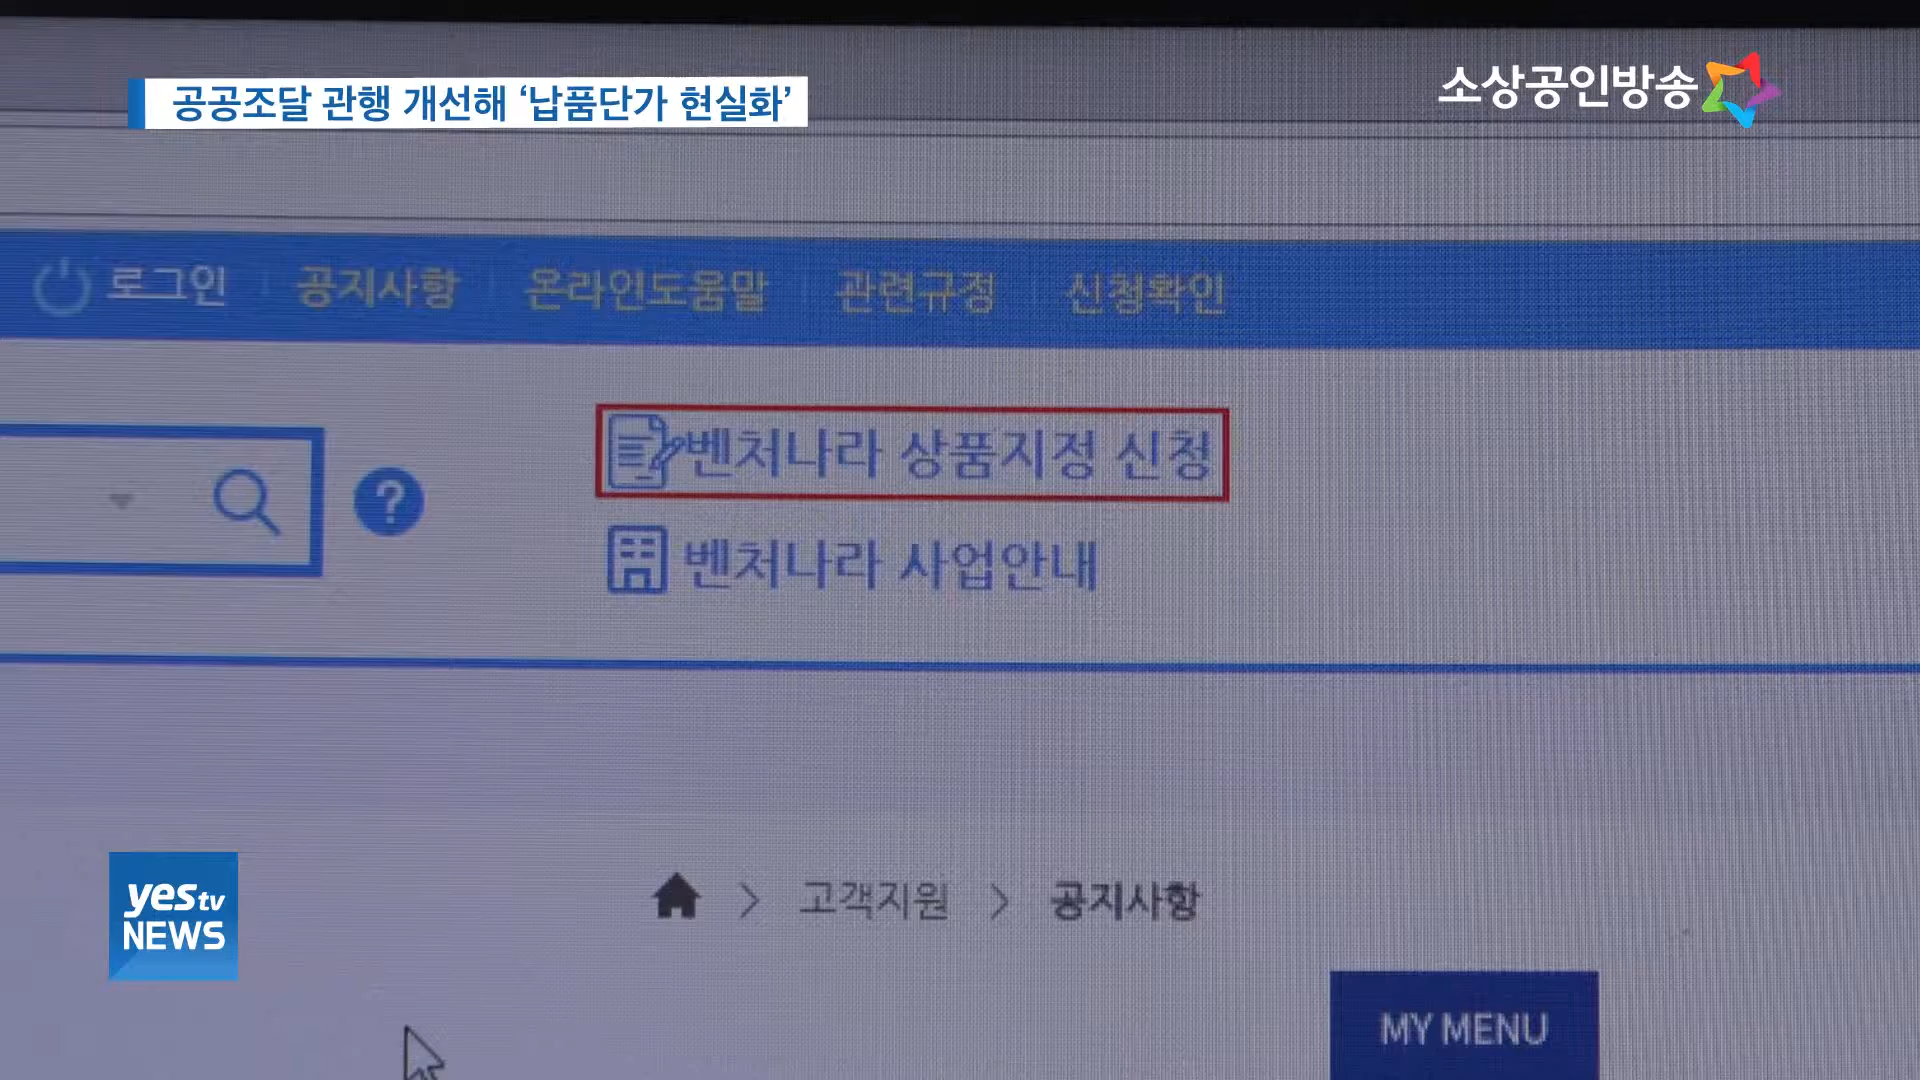 공공조달 관행 개선해 ‘납품단가 현실화’
소상공인방송
로그인 공지사항 온라인도움말 관련규정 신청확인
벤처나라 상품지정 신청
?
벤처나라 사업안내
고객지원 > 공지사항
yestv
NEWS
MY MENU